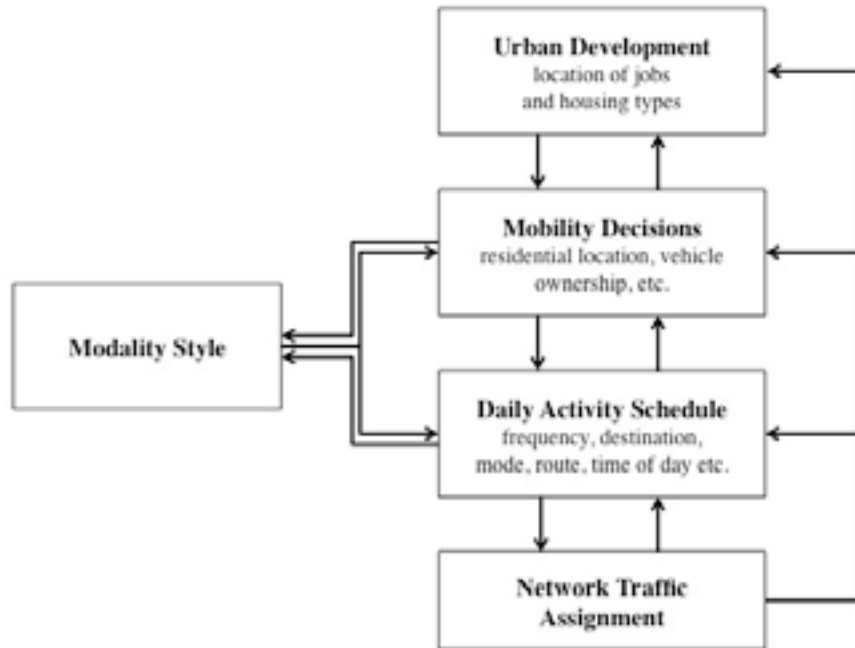 Urban Development
location of jobs
and housing types
Mobility Decisions
residential location, vehicle
ownership, etc.
Modality Style
Daily Activity Schedule
frequency, destination,
mode, route, time of day etc.
Network Traffic
Assignment